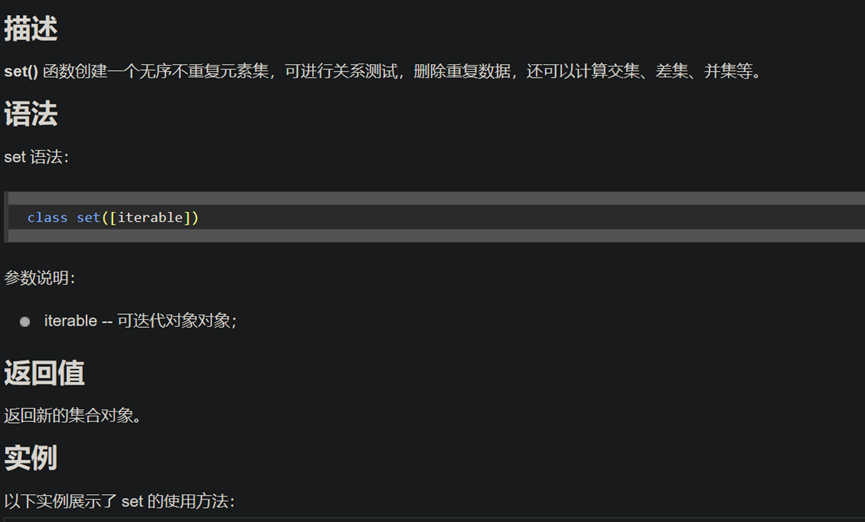 描述
set() 函数创建一个无序不重复元素集，可进行关系测试，删除重复数据，还可以计算交集、差集、并集等。
语法
set 语法：
class set([iterable])
参数说明：
iterable -- 可迭代对象对象；
返回值
返回新的集合对象。
实例
以下实例展示了 set 的使用方法：